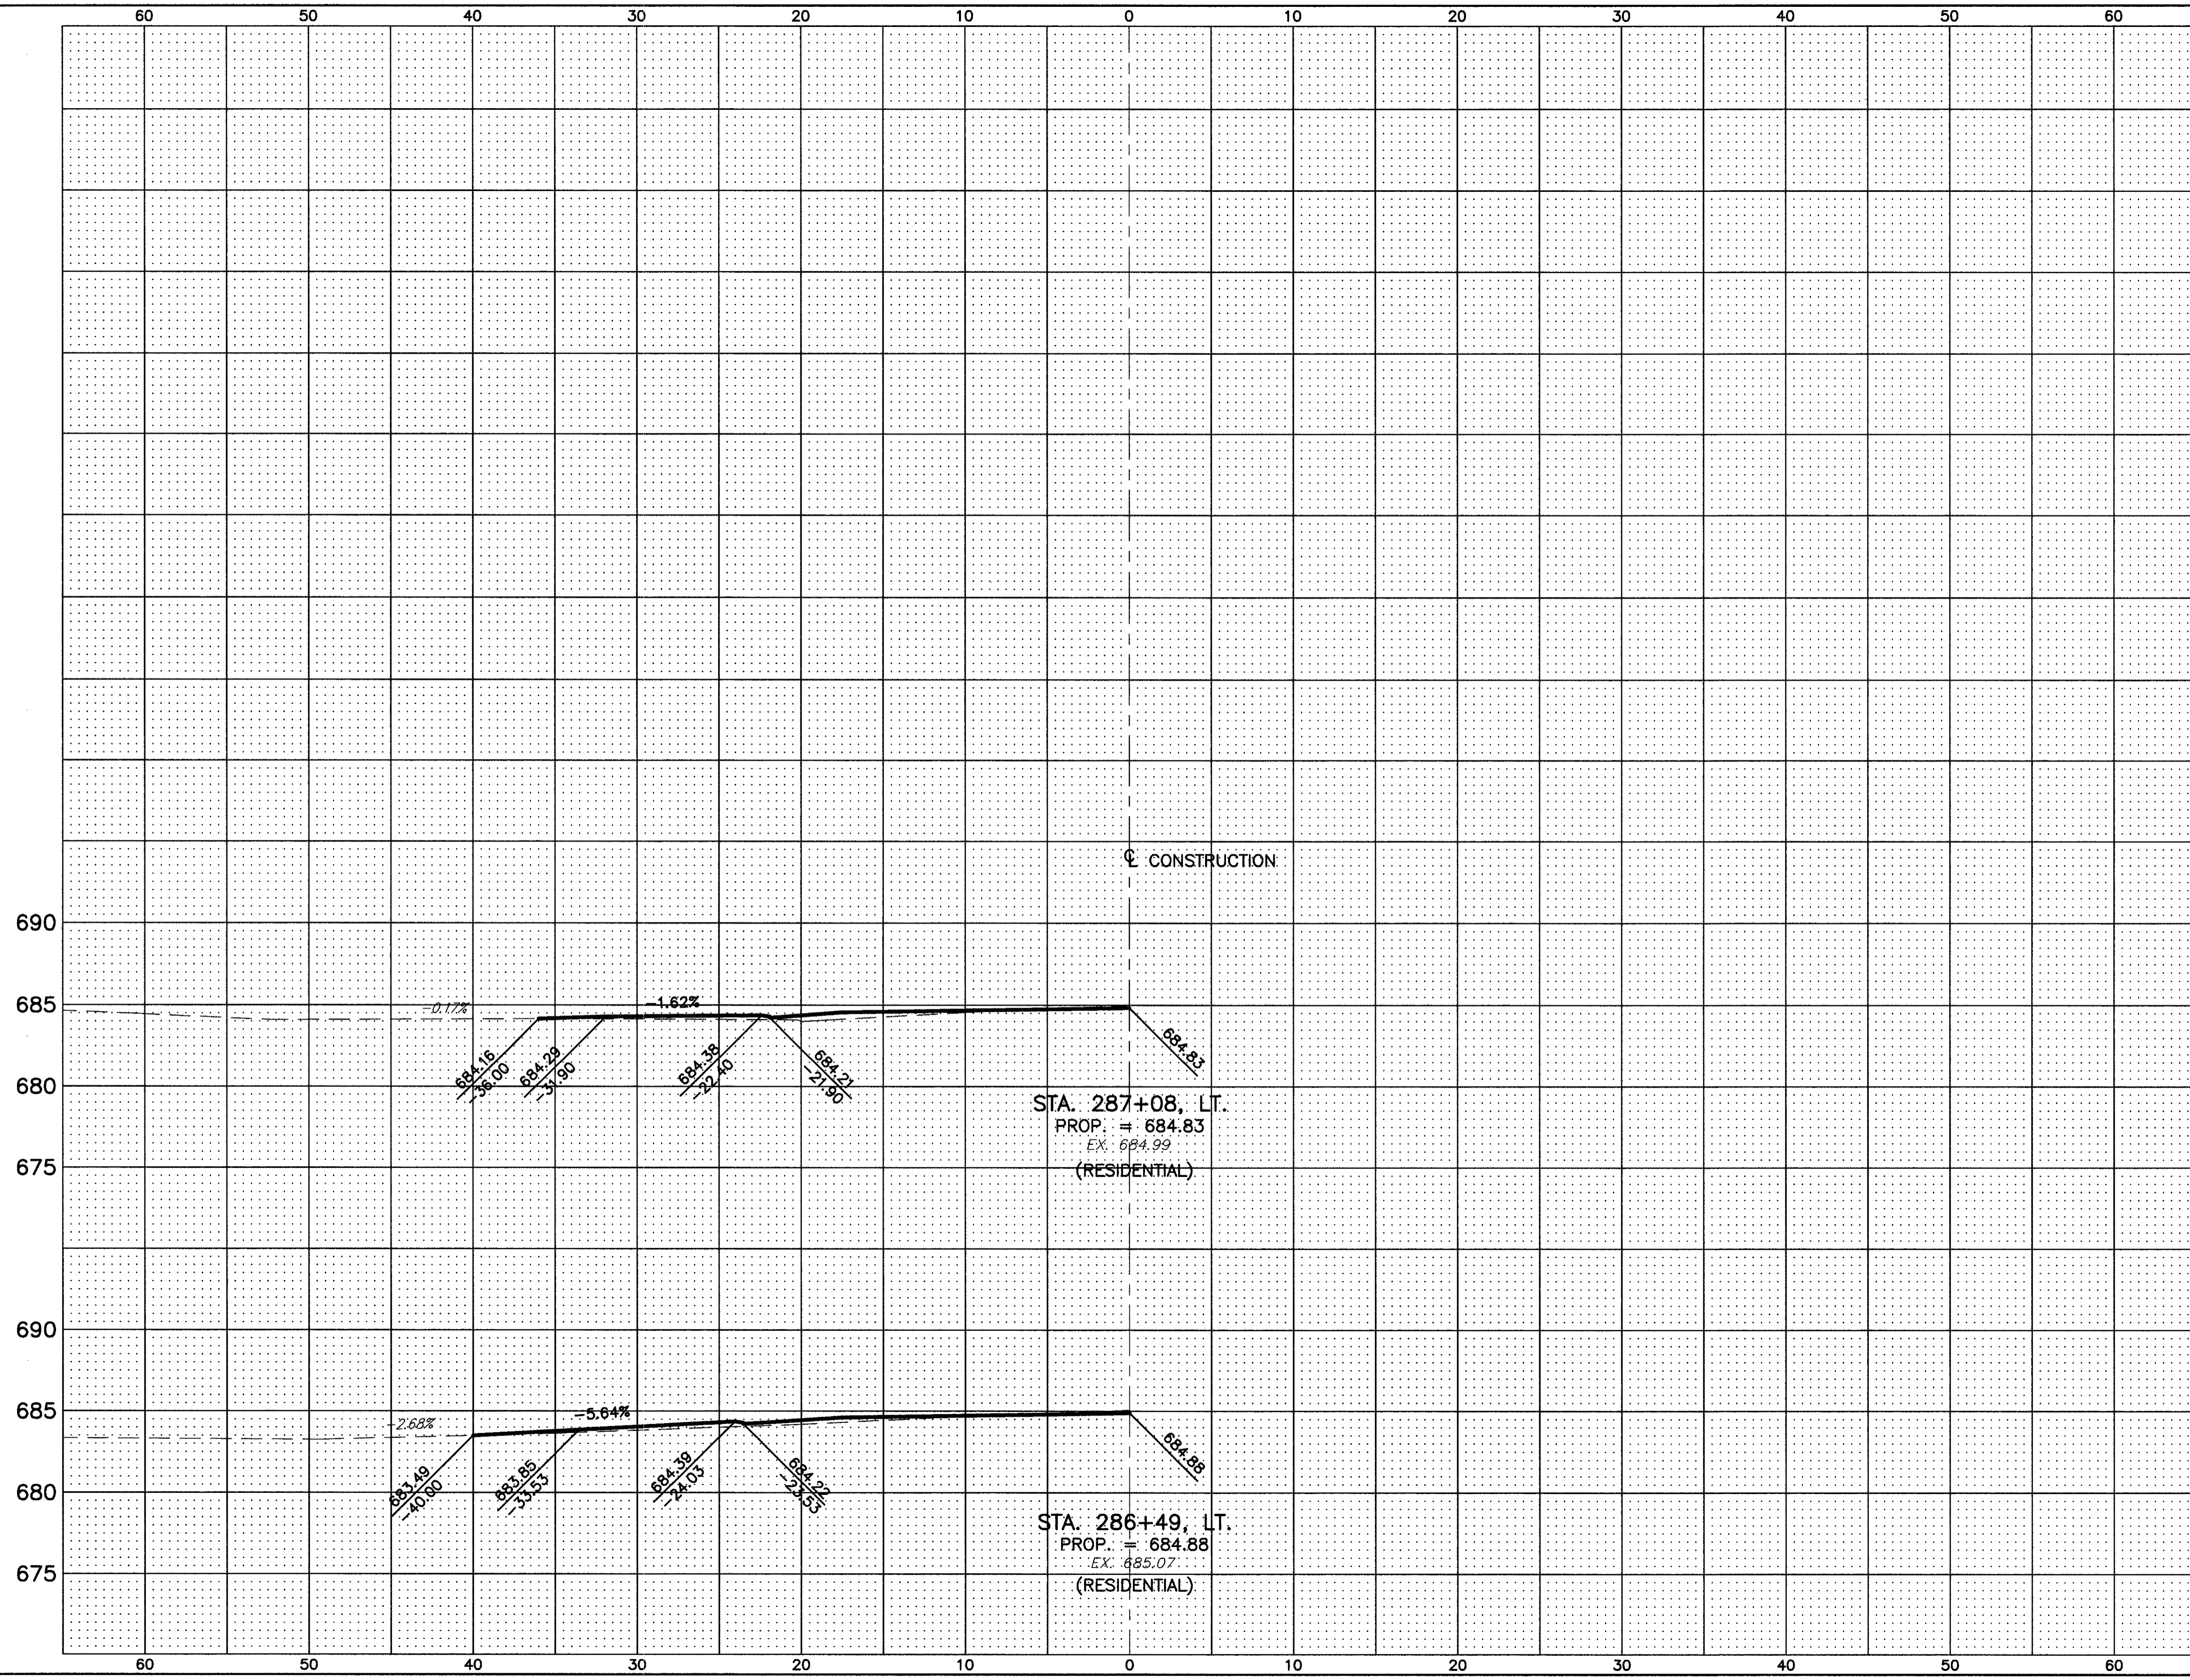 60 50 40 30 20 10 0 10 20 30 40 50 60
℄ CONSTRUCTION
690
685
-0.17%
-1.62%
684.16
-36.00
684.29
-31.90
684.38
-22.40
684.21
-21.90
684.83
680
STA. 287+08, LT.
PROP. = 684.83
EX. 684.99
(RESIDENTIAL)
675
690
685
-2.68%
-5.64%
683.49
-40.00
683.85
-33.53
684.39
-24.03
684.22
-23.53
684.88
680
STA. 286+49, LT.
PROP. = 684.88
EX. 685.07
(RESIDENTIAL)
675
60 50 40 30 20 10 0 10 20 30 40 50 60